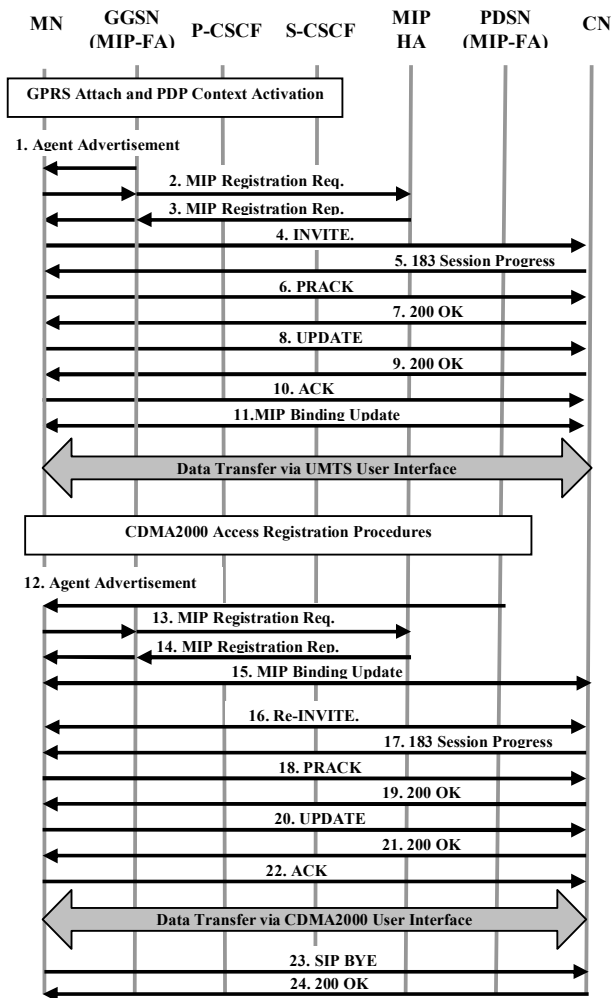 MN GGSN (MIP-FA) P-CSCF S-CSCF MIP HA PDSN (MIP-FA) CN
GPRS Attach and PDP Context Activation
1. Agent Advertisement
2. MIP Registration Req.
3. MIP Registration Rep.
4. INVITE.
5. 183 Session Progress
6. PRACK
7. 200 OK
8. UPDATE
9. 200 OK
10. ACK
11.MIP Binding Update
Data Transfer via UMTS User Interface
CDMA2000 Access Registration Procedures
12. Agent Advertisement
13. MIP Registration Req.
14. MIP Registration Rep.
15. MIP Binding Update
16. Re-INVITE.
17. 183 Session Progress
18. PRACK
19. 200 OK
20. UPDATE
21. 200 OK
22. ACK
Data Transfer via CDMA2000 User Interface
23. SIP BYE
24. 200 OK